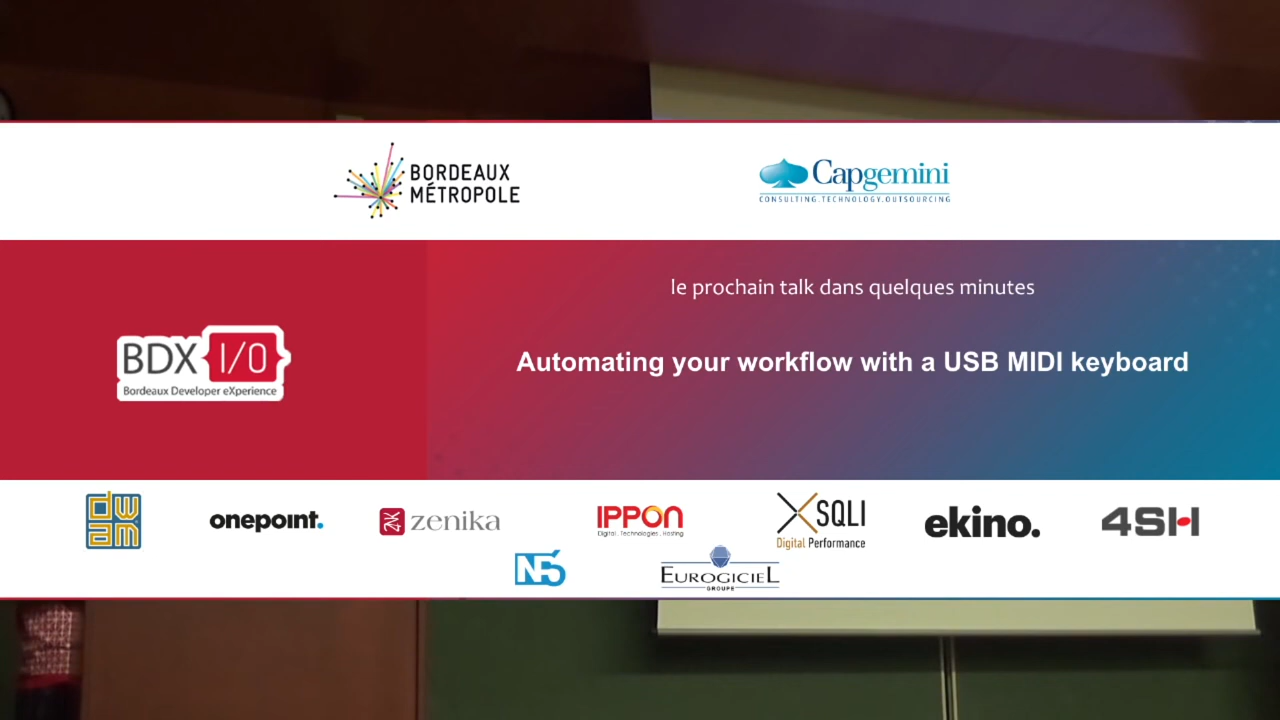 BORDEAUX
MÉTROPOLE
Capgemini
CONSULTING.TECHNOLOGY.OUTSOURCING
le prochain talk dans quelques minutes
BDX I/O
Bordeaux Developer eXperience
Automating your workflow with a USB MIDI keyboard
onepoint.
zenika
IPPON
Digital . Technologies . Hosting
SQLI
Digital Performance
ekino.
4SH
NF6
EUROGICIEL
GROUPE